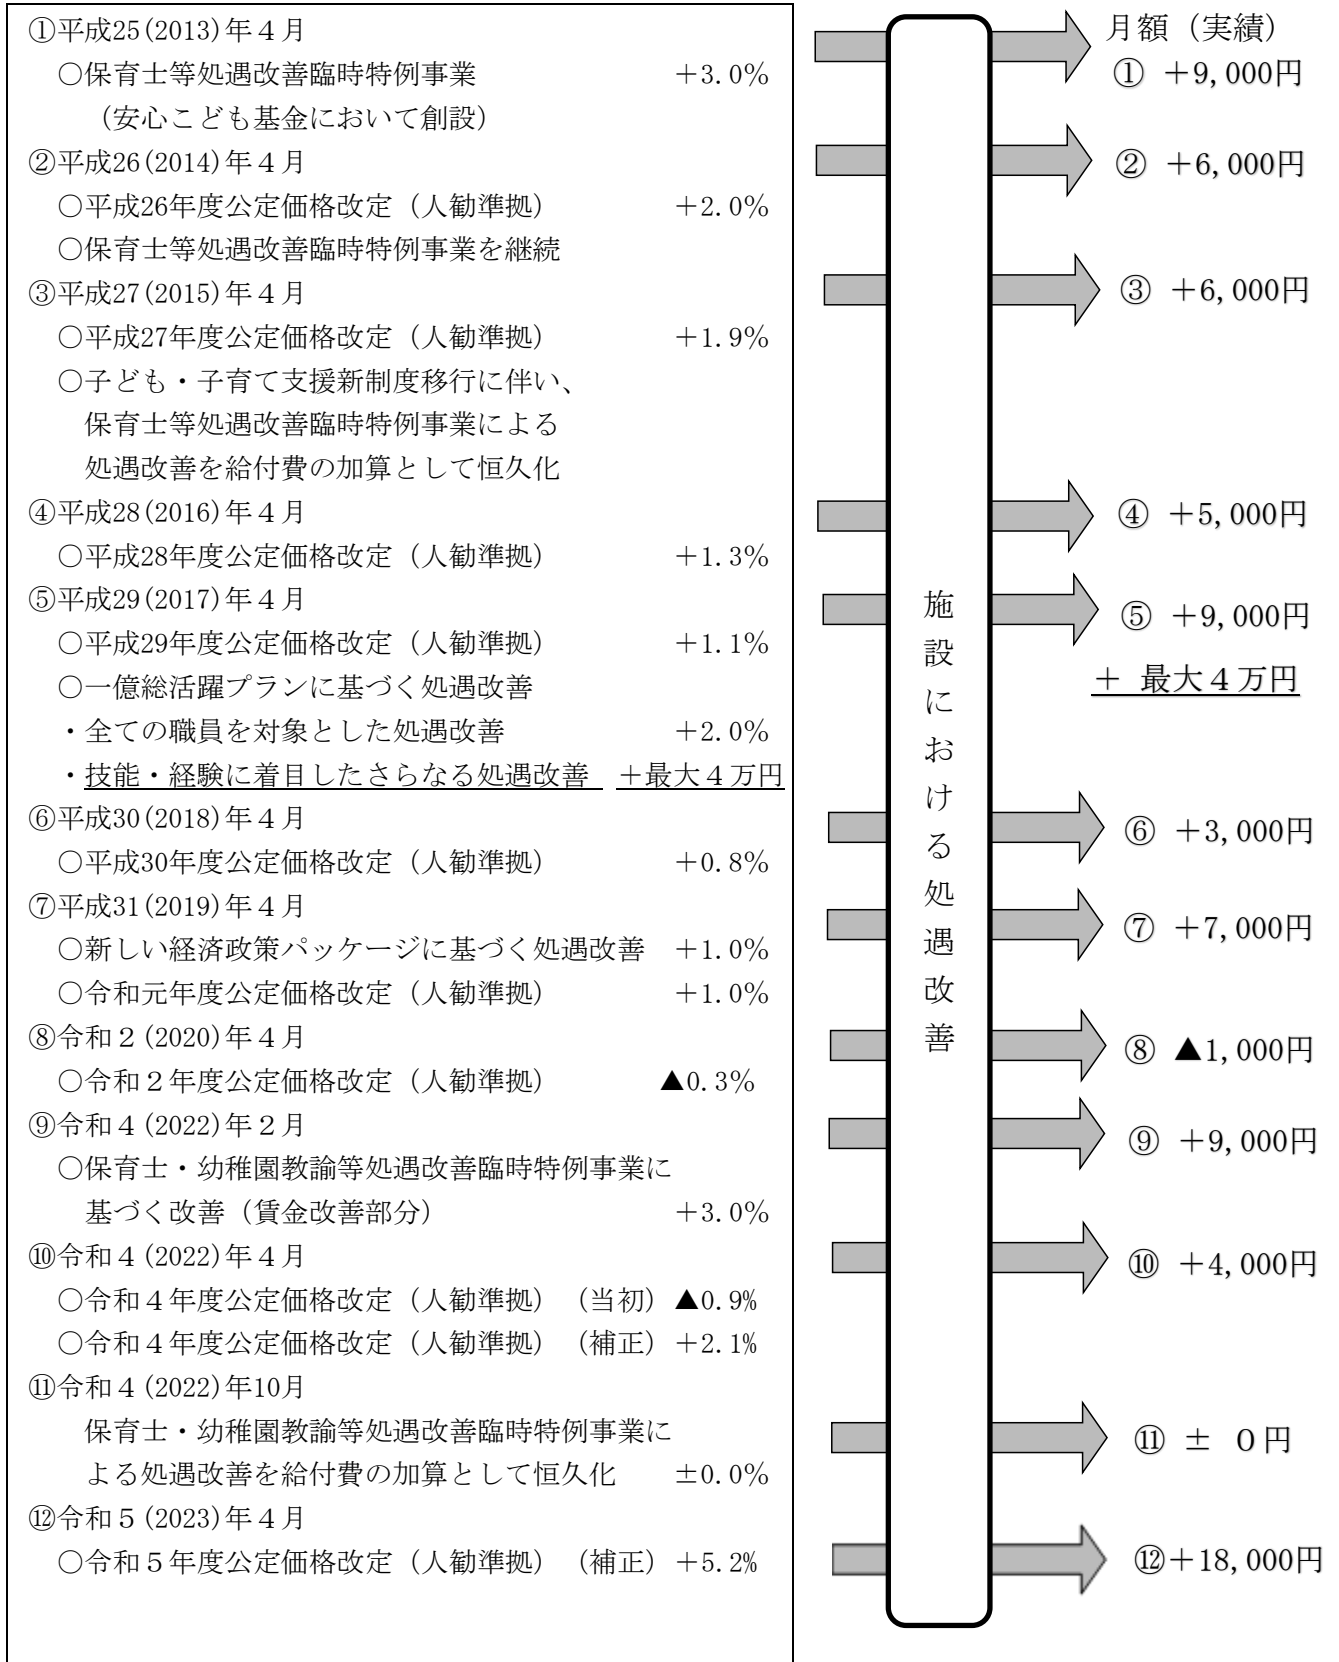 ①平成25(2013)年４月
○保育士等処遇改善臨時特例事業 ＋3.0%
（安心こども基金において創設）
②平成26(2014)年４月
○平成26年度公定価格改定（人勧準拠） ＋2.0%
○保育士等処遇改善臨時特例事業を継続
③平成27(2015)年４月
○平成27年度公定価格改定（人勧準拠） ＋1.9%
○子ども・子育て支援新制度移行に伴い、
保育士等処遇改善臨時特例事業による
処遇改善を給付費の加算として恒久化
④平成28(2016)年４月
○平成28年度公定価格改定（人勧準拠） ＋1.3%
⑤平成29(2017)年４月
○平成29年度公定価格改定（人勧準拠） ＋1.1%
○一億総活躍プランに基づく処遇改善
・全ての職員を対象とした処遇改善 ＋2.0%
・技能・経験に着目したさらなる処遇改善 ＋最大４万円
⑥平成30(2018)年４月
○平成30年度公定価格改定（人勧準拠） ＋0.8%
⑦平成31(2019)年４月
○新しい経済政策パッケージに基づく処遇改善 ＋1.0%
○令和元年度公定価格改定（人勧準拠） ＋1.0%
⑧令和２(2020)年４月
○令和２年度公定価格改定（人勧準拠） ▲0.3%
⑨令和４(2022)年２月
○保育士・幼稚園教諭等処遇改善臨時特例事業に
基づく改善（賃金改善部分） ＋3.0%
⑩令和４(2022)年４月
○令和４年度公定価格改定（人勧準拠）（当初）▲0.9%
○令和４年度公定価格改定（人勧準拠）（補正）＋2.1%
⑪令和４(2022)年10月
保育士・幼稚園教諭等処遇改善臨時特例事業に
よる処遇改善を給付費の加算として恒久化 ±0.0%
⑫令和５(2023)年４月
○令和５年度公定価格改定（人勧準拠）（補正）＋5.2%
施設における処遇改善
月額（実績）
① ＋9,000円
② ＋6,000円
③ ＋6,000円
④ ＋5,000円
⑤ ＋9,000円
＋ 最大４万円
⑥ ＋3,000円
⑦ ＋7,000円
⑧ ▲1,000円
⑨ ＋9,000円
⑩ ＋4,000円
⑪ ± ０円
⑫＋18,000円